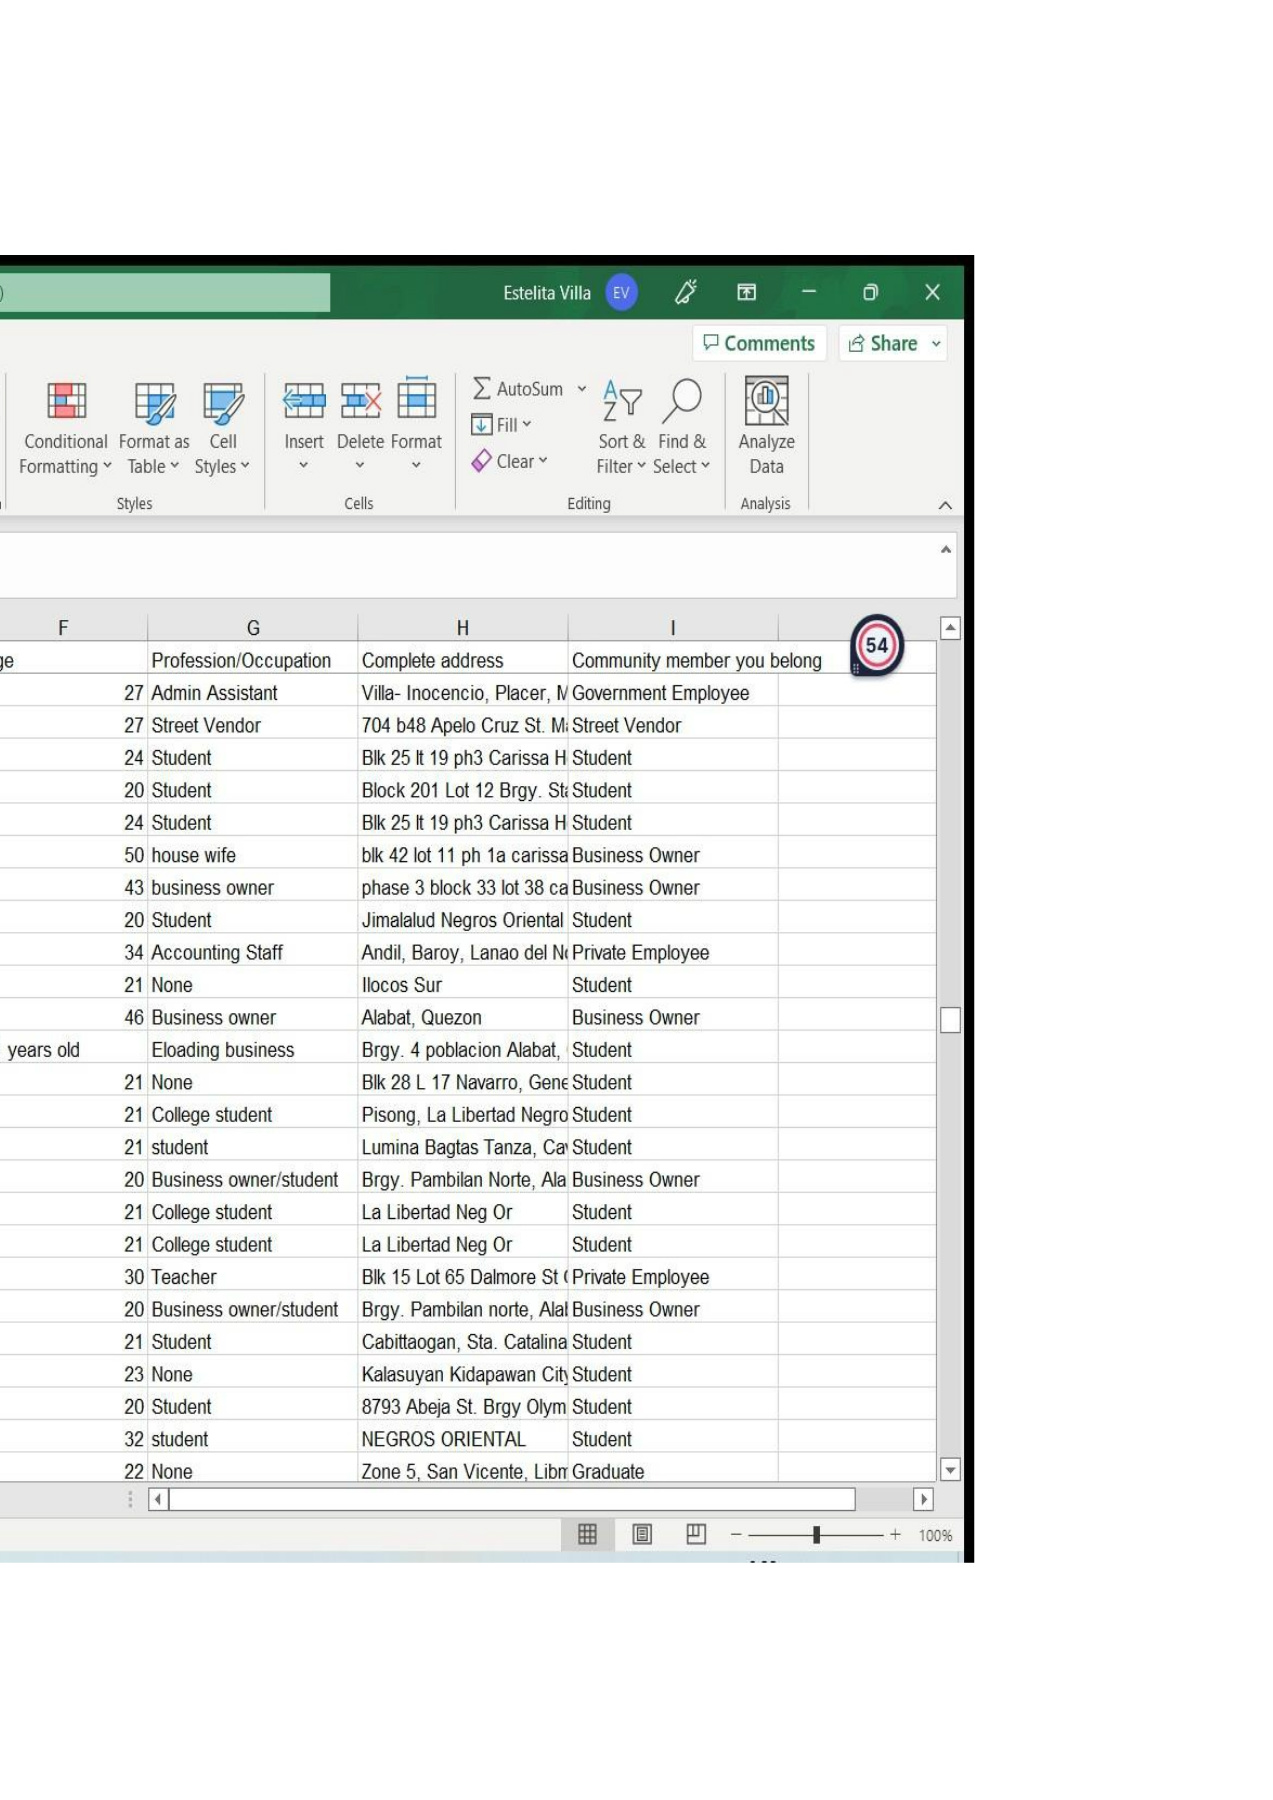 )
Estelita Villa EV
Comments Share
AutoSum
Fill
Clear
Conditional Formatting
Format as Table
Cell Styles
Insert Delete Format
Sort & Filter
Find & Select
Analyze Data
Styles Cells Editing Analysis
F G H I
54
ge Profession/Occupation Complete address Community member you belong
27 Admin Assistant Villa- Inocencio, Placer, M Government Employee
27 Street Vendor 704 b48 Apelo Cruz St. Ma Street Vendor
24 Student Blk 25 lt 19 ph3 Carissa H Student
20 Student Block 201 Lot 12 Brgy. Sta Student
24 Student Blk 25 lt 19 ph3 Carissa H Student
50 house wife blk 42 lot 11 ph 1a carissa Business Owner
43 business owner phase 3 block 33 lot 38 ca Business Owner
20 Student Jimalalud Negros Oriental Student
34 Accounting Staff Andil, Baroy, Lanao del No Private Employee
21 None Ilocos Sur Student
46 Business owner Alabat, Quezon Business Owner
years old Eloading business Brgy. 4 poblacion Alabat, Student
21 None Blk 28 L 17 Navarro, Gene Student
21 College student Pisong, La Libertad Negro Student
21 student Lumina Bagtas Tanza, Cav Student
20 Business owner/student Brgy. Pambilan Norte, Ala Business Owner
21 College student La Libertad Neg Or Student
21 College student La Libertad Neg Or Student
30 Teacher Blk 15 Lot 65 Dalmore St Private Employee
20 Business owner/student Brgy. Pambilan norte, Alab Business Owner
21 Student Cabittaogan, Sta. Catalina Student
23 None Kalasuyan Kidapawan City Student
20 Student 8793 Abeja St. Brgy Olym Student
32 student NEGROS ORIENTAL Student
22 None Zone 5, San Vicente, Libm Graduate
100%